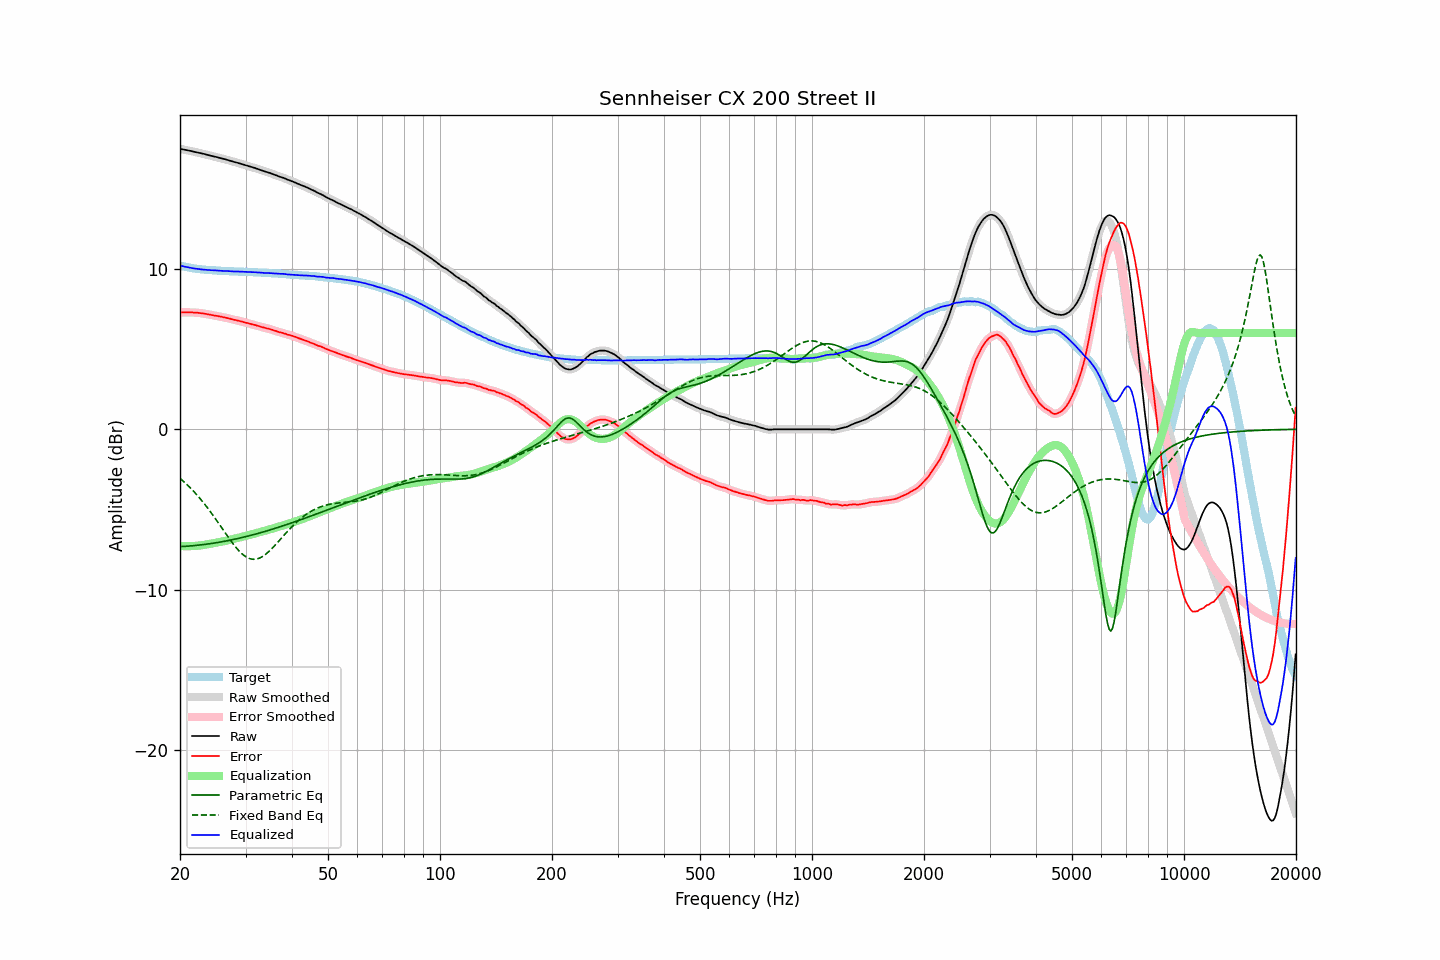 Sennheiser CX 200 Street II
10
0
−10
−20
Amplitude (dBr)
Target
Raw Smoothed
Error Smoothed
Raw
Error
Equalization
Parametric Eq
Fixed Band Eq
Equalized
20 50 100 200 500 1000 2000 5000 10000 20000
Frequency (Hz)